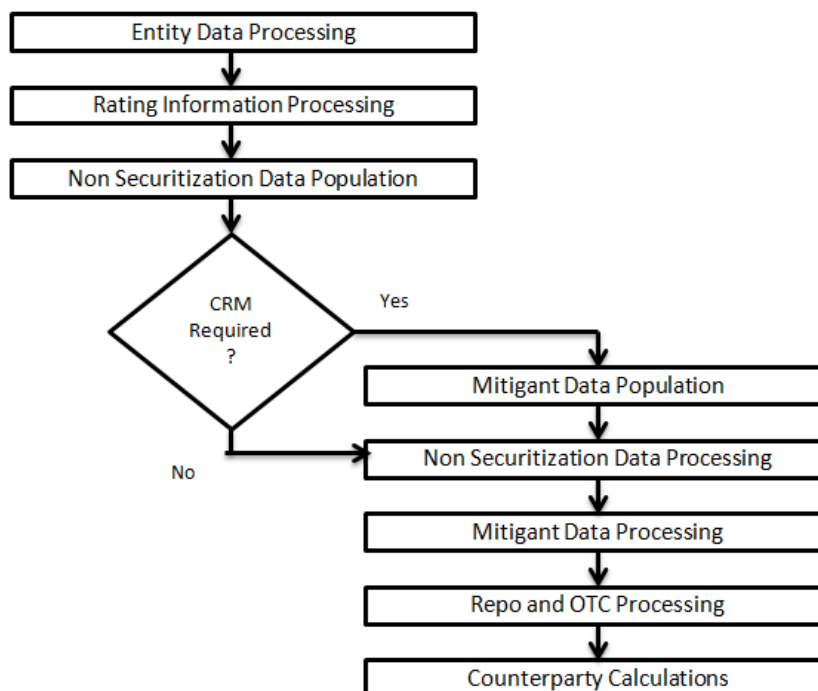 Entity Data Processing
Rating Information Processing
Non Securitization Data Population
CRM
Required
?
Yes
Mitigant Data Population
No
Non Securitization Data Processing
Mitigant Data Processing
Repo and OTC Processing
Counterparty Calculations